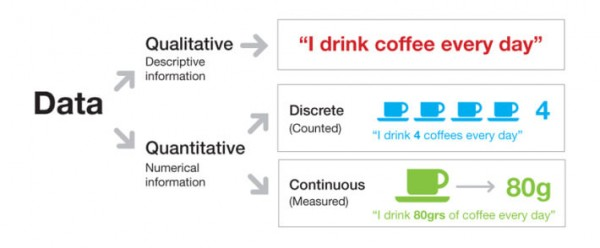 Data
Qualitative
Descriptive
information
“I drink coffee every day”
Quantitative
Numerical
information
Discrete
(Counted)
4
“I drink 4 coffees every day”
Continuous
(Measured)
80g
“I drink 80grs of coffee every day”